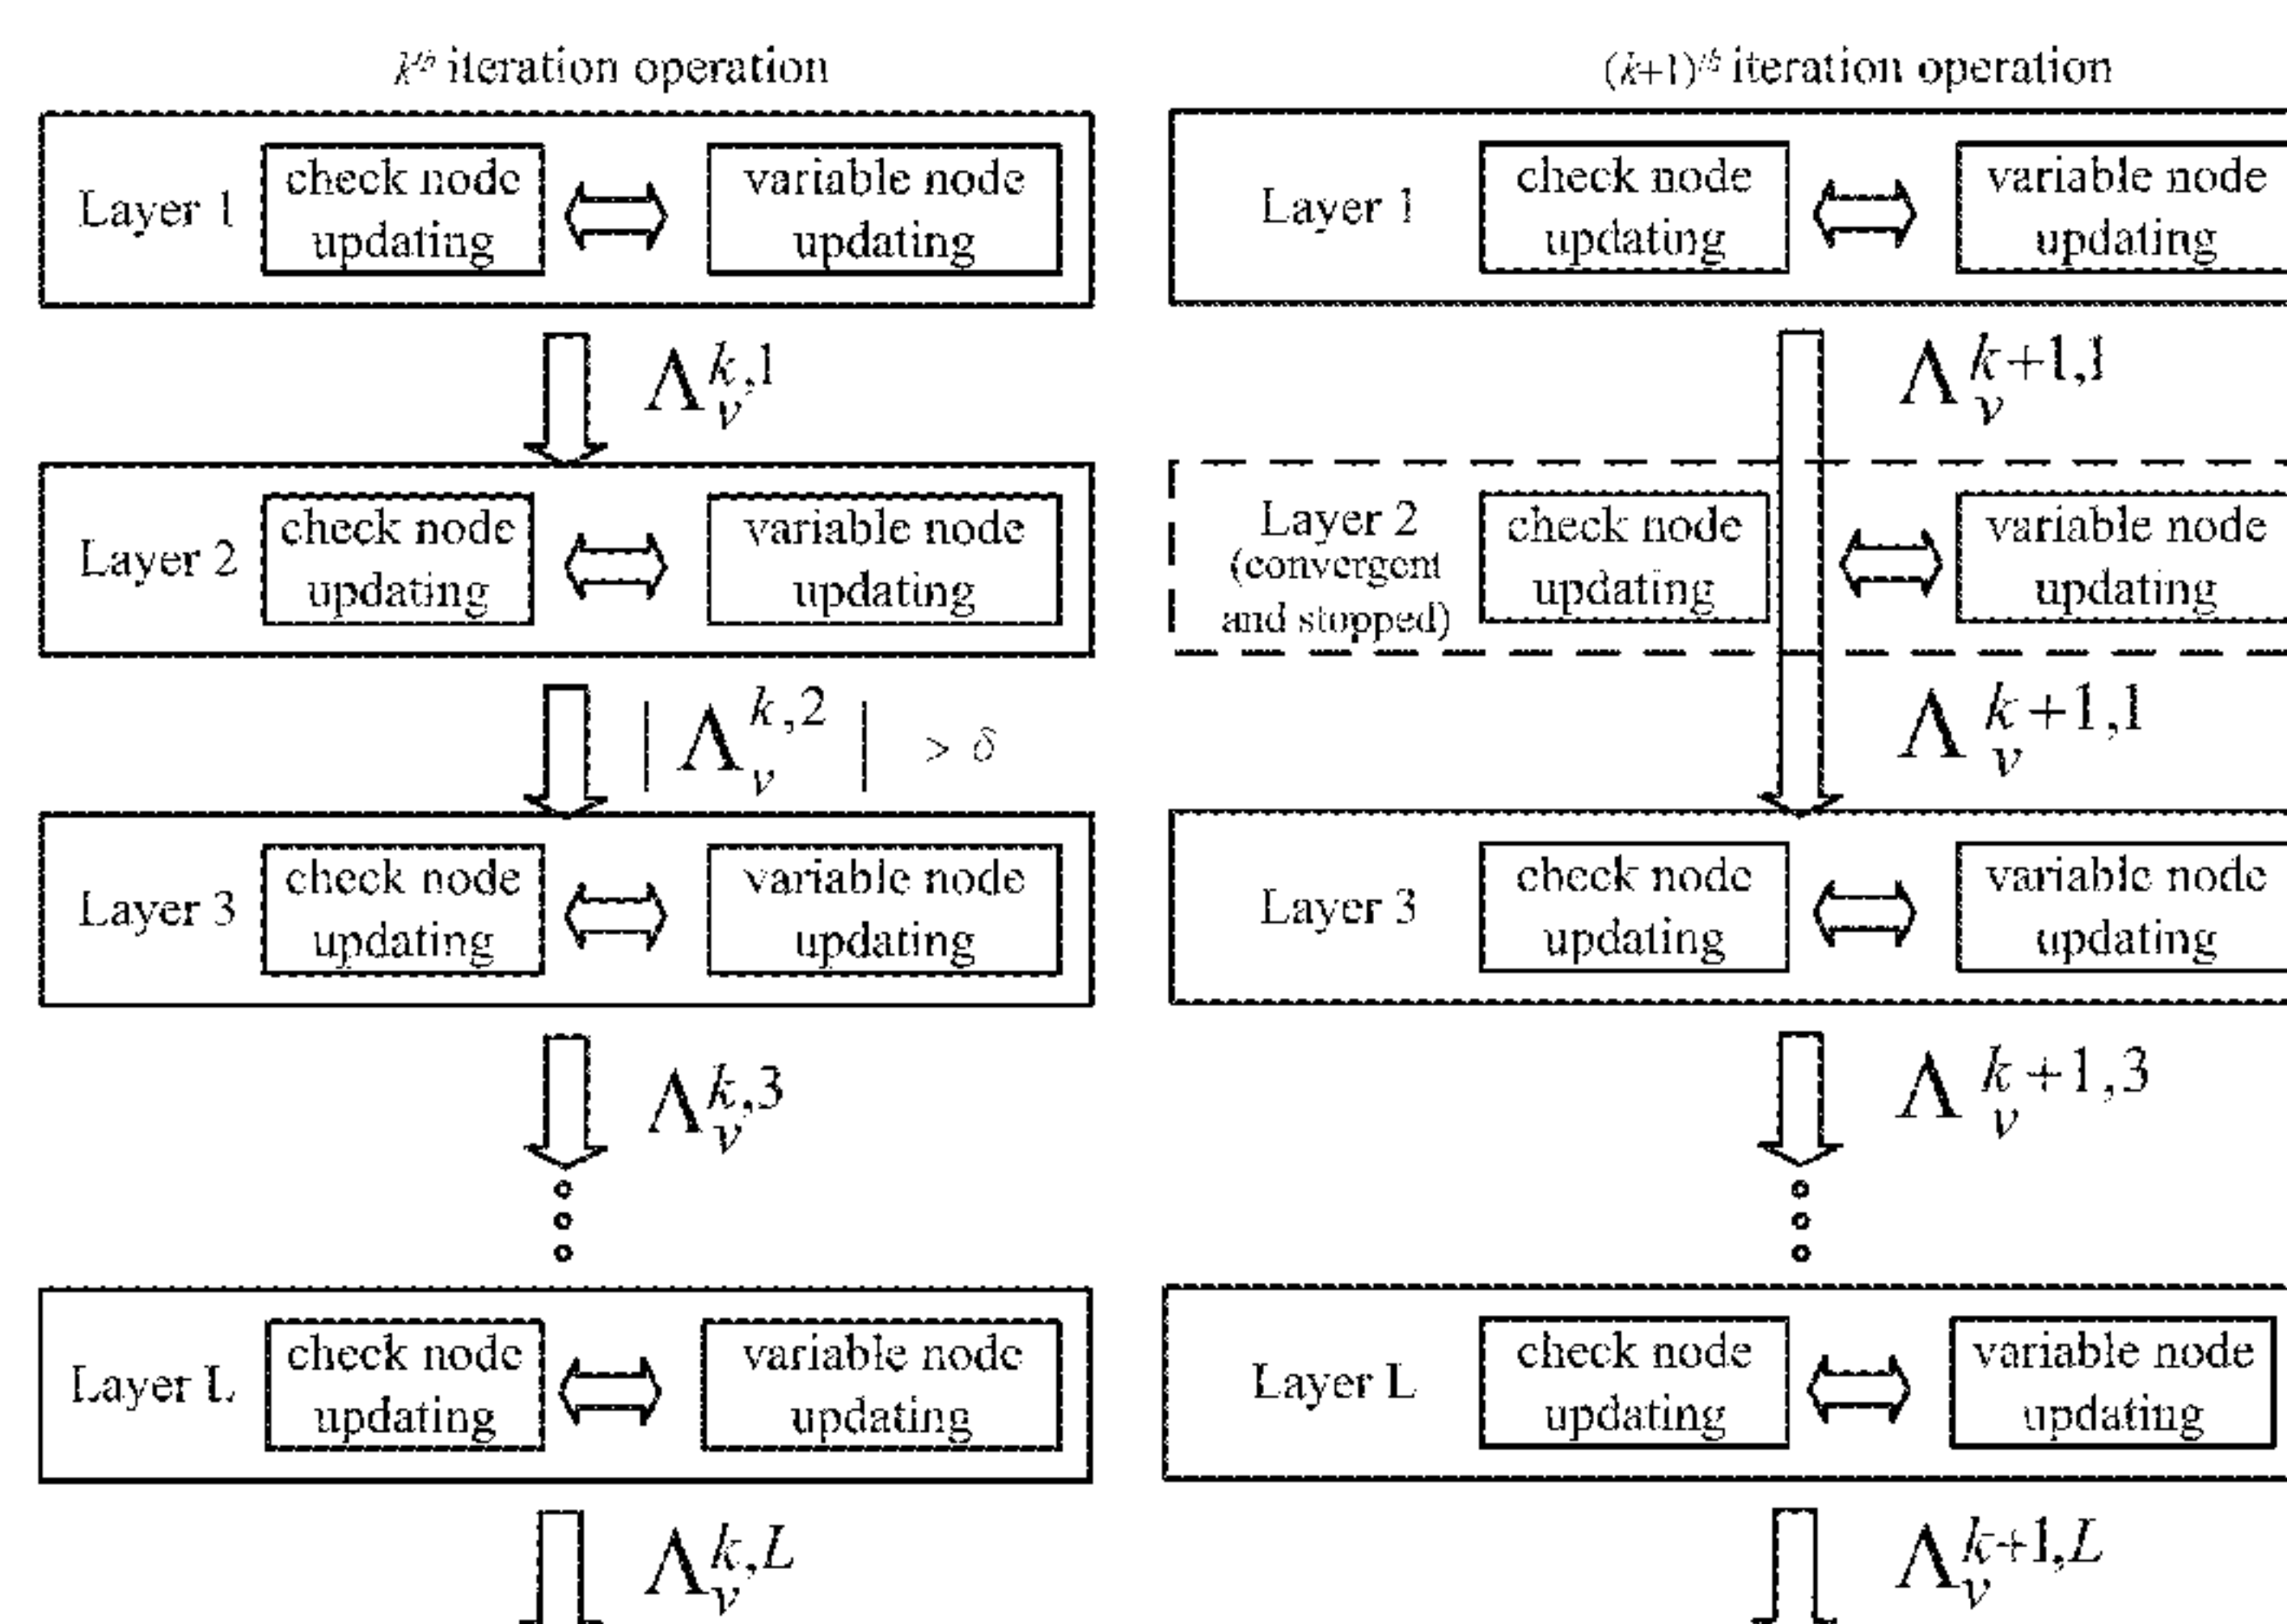 k^th iteration operation
Layer 1
check node
updating
variable node
updating
Λ_v^{k,1}
Layer 2
check node
updating
variable node
updating
| Λ_v^{k,2} | > δ
Layer 3
check node
updating
variable node
updating
Λ_v^{k,3}
Layer L
check node
updating
variable node
updating
Λ_v^{k,L}
(k+1)^th iteration operation
Layer 1
check node
updating
variable node
updating
Λ_v^{k+1,1}
Layer 2
(convergent
and stopped)
check node
updating
variable node
updating
Λ_v^{k+1,1}
Layer 3
check node
updating
variable node
updating
Λ_v^{k+1,3}
Layer L
check node
updating
variable node
updating
Λ_v^{k+1,L}